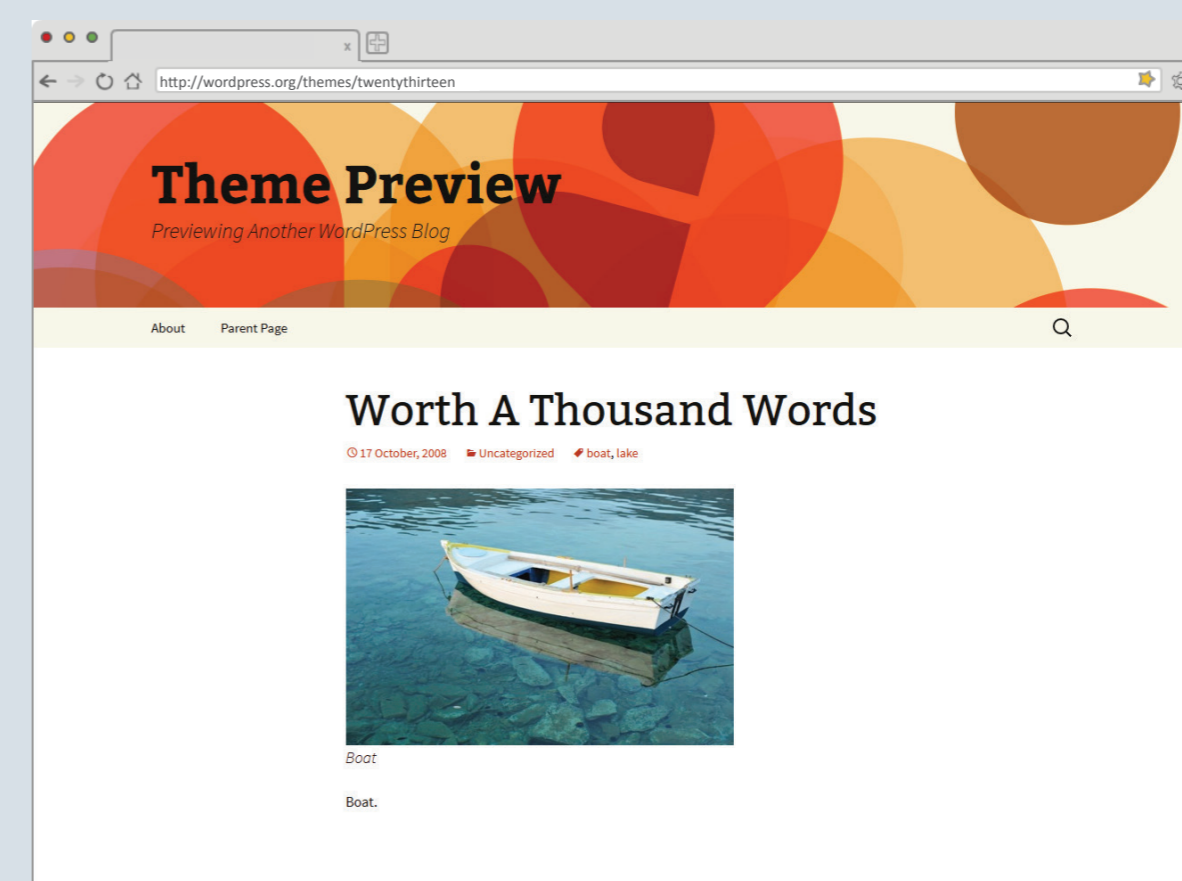 x
http://wordpress.org/themes/twentythirteen
Theme Preview
Previewing Another WordPress Blog
About Parent Page
Worth A Thousand Words
17 October, 2008 Uncategorized boat, lake
Boat
Boat.